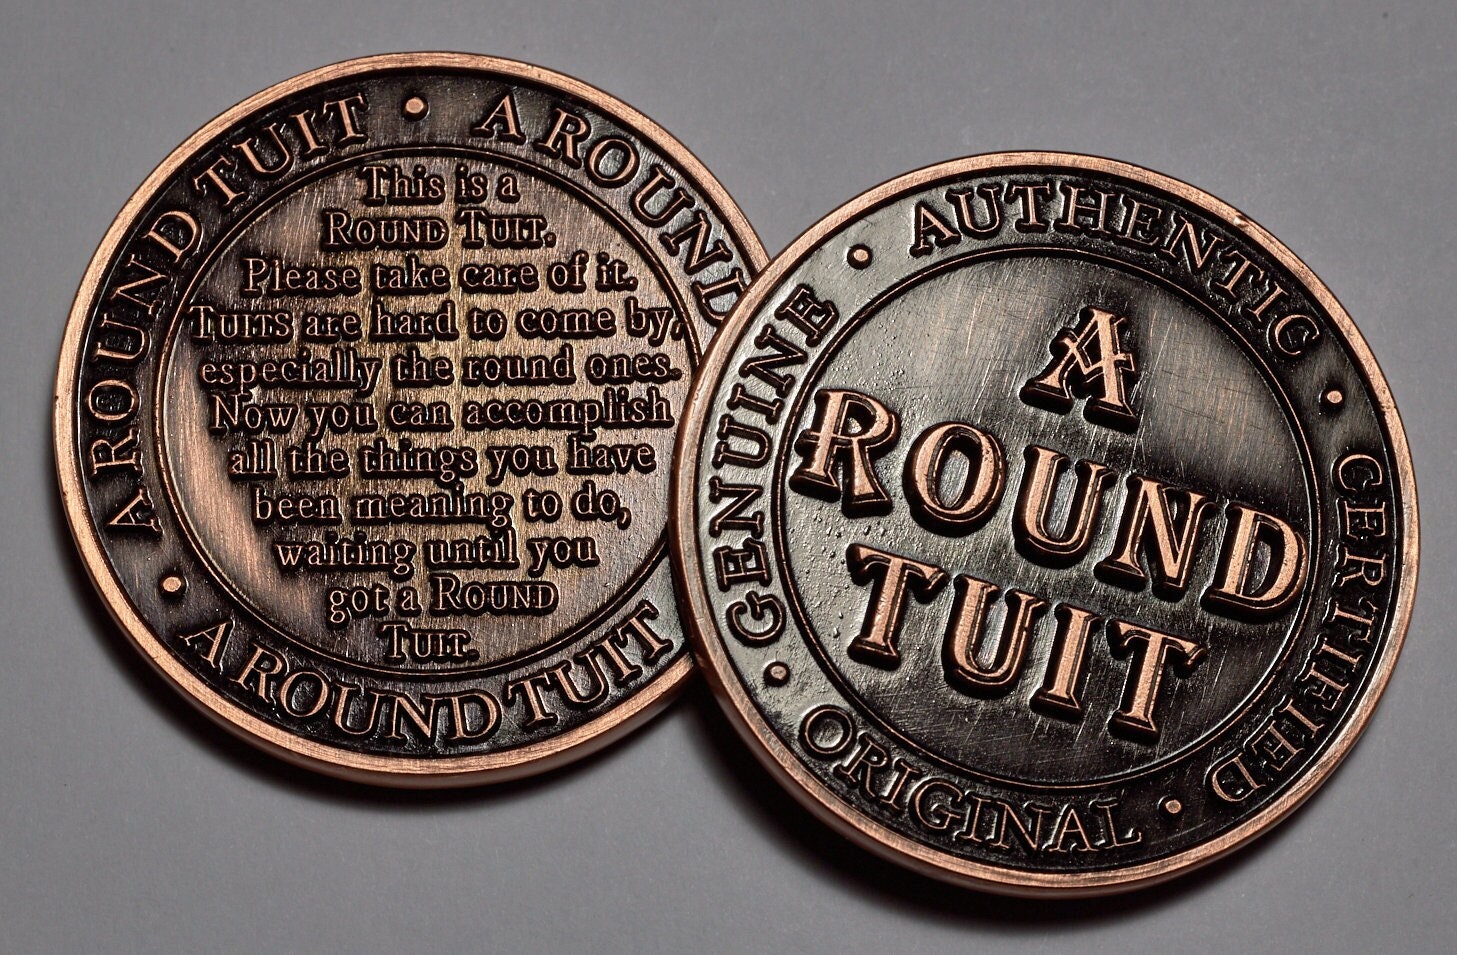 A ROUND TUIT • A ROUND
A ROUND TUIT •
This is a
ROUND TUIT.
Please take care of it.
TUITS are hard to come by,
especially the round ones.
Now you can accomplish
all the things you have
been meaning to do,
waiting until you
got a ROUND
TUIT.
GENUINE • AUTHENTIC • CERTIFIED • ORIGINAL •
A
ROUND
TUIT